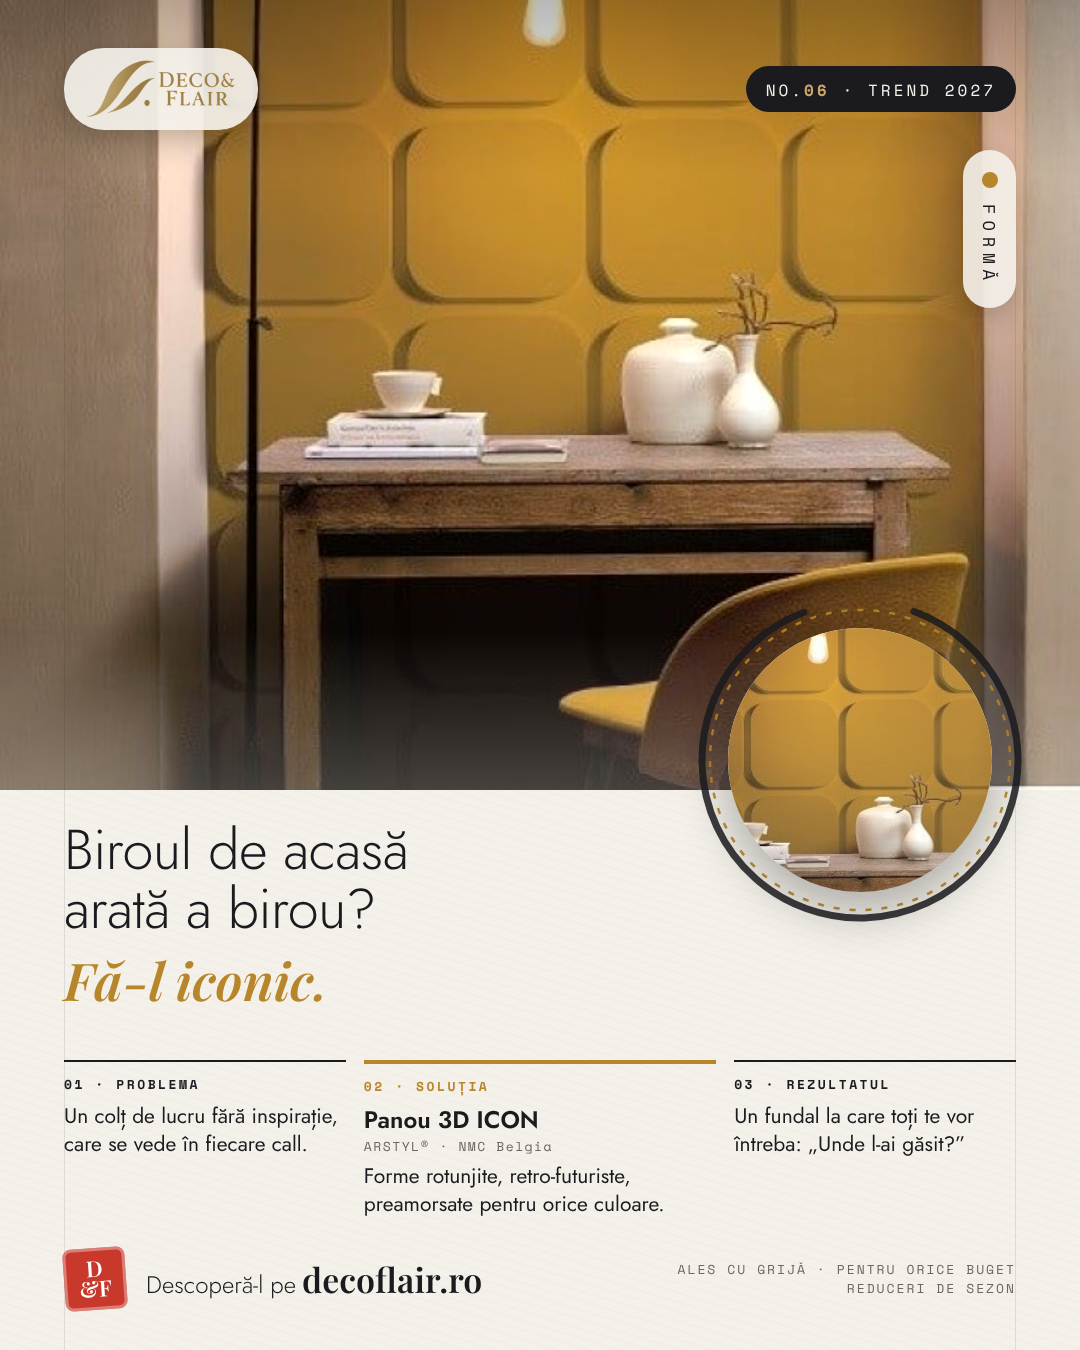 DECO&
FLAIR
NO.06 · TREND 2027
FORMĂ
Biroul de acasă
arată a birou?
Fă-l iconic.
01 · PROBLEMA
Un colț de lucru fără inspirație,
care se vede în fiecare call.
02 · SOLUȚIA
Panou 3D ICON
ARSTYL® · NMC Belgia
Forme rotunjite, retro-futuriste,
preamorsate pentru orice culoare.
03 · REZULTATUL
Un fundal la care toți te vor
întreba: „Unde l-ai găsit?”
D
&F
Descoperă-l pe decoflair.ro
ALES CU GRIJĂ · PENTRU ORICE BUGET
REDUCERI DE SEZON